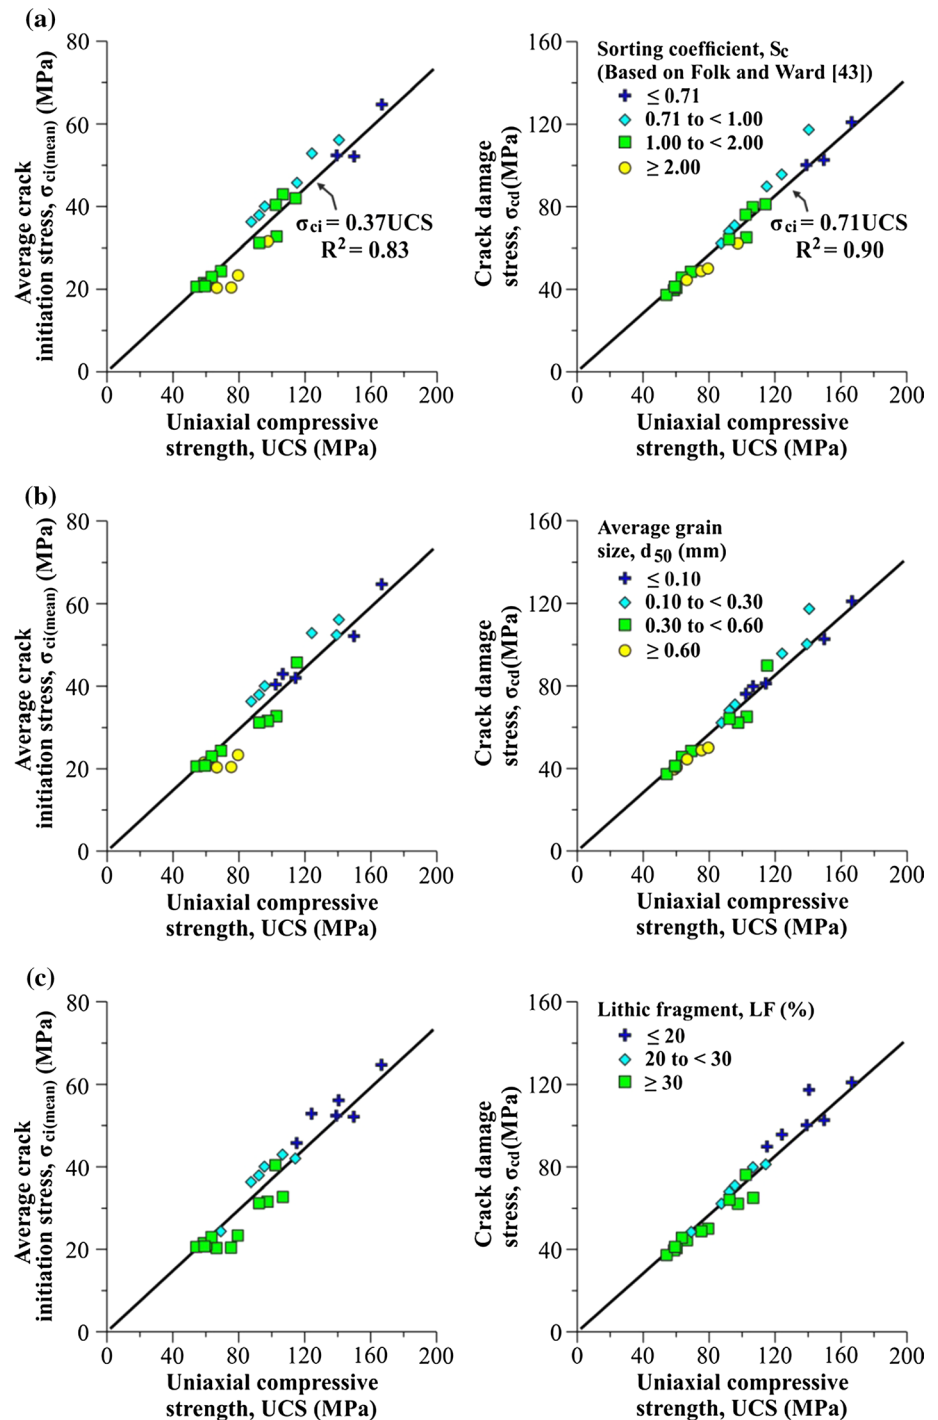 (a)
80
60
40
20
0
Average crack
initiation stress, σci(mean) (MPa)
σci = 0.37UCS
R² = 0.83
0 40 80 120 160 200
Uniaxial compressive
strength, UCS (MPa)
160
120
80
40
0
Crack damage
stress, σcd(MPa)
Sorting coefficient, Sc
(Based on Folk and Ward [43])
≤ 0.71
0.71 to < 1.00
1.00 to < 2.00
≥ 2.00
σci = 0.71UCS
R² = 0.90
0 40 80 120 160 200
Uniaxial compressive
strength, UCS (MPa)
(b)
80
60
40
20
0
Average crack
initiation stress, σci(mean) (MPa)
0 40 80 120 160 200
Uniaxial compressive
strength, UCS (MPa)
160
120
80
40
0
Crack damage
stress, σcd(MPa)
Average grain
size, d50 (mm)
≤ 0.10
0.10 to < 0.30
0.30 to < 0.60
≥ 0.60
0 40 80 120 160 200
Uniaxial compressive
strength, UCS (MPa)
(c)
80
60
40
20
0
Average crack
initiation stress, σci(mean) (MPa)
0 40 80 120 160 200
Uniaxial compressive
strength, UCS (MPa)
160
120
80
40
0
Crack damage
stress, σcd(MPa)
Lithic fragment, LF (%)
≤ 20
20 to < 30
≥ 30
0 40 80 120 160 200
Uniaxial compressive
strength, UCS (MPa)